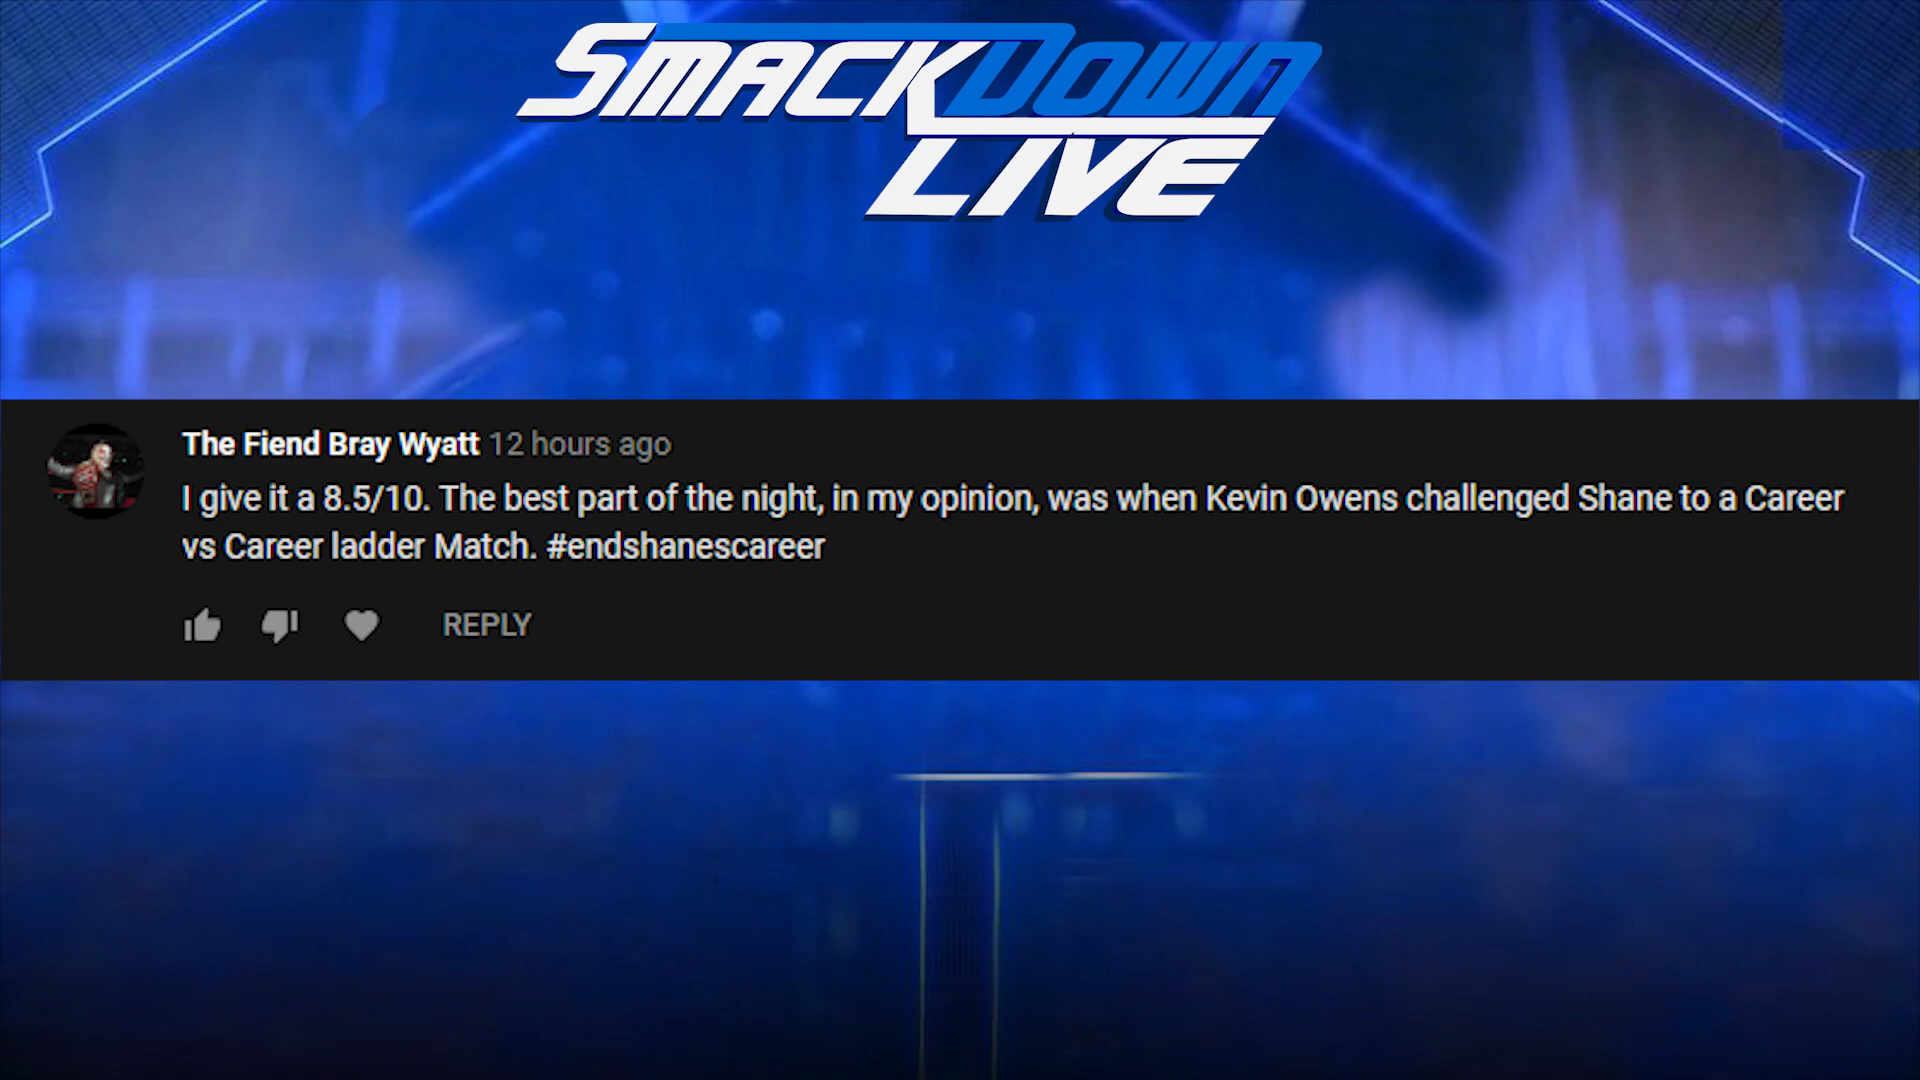 SMACKDOWN
LIVE
The Fiend Bray Wyatt 12 hours ago
I give it a 8.5/10. The best part of the night, in my opinion, was when Kevin Owens challenged Shane to a Career
vs Career ladder Match. #endshanescareer
REPLY